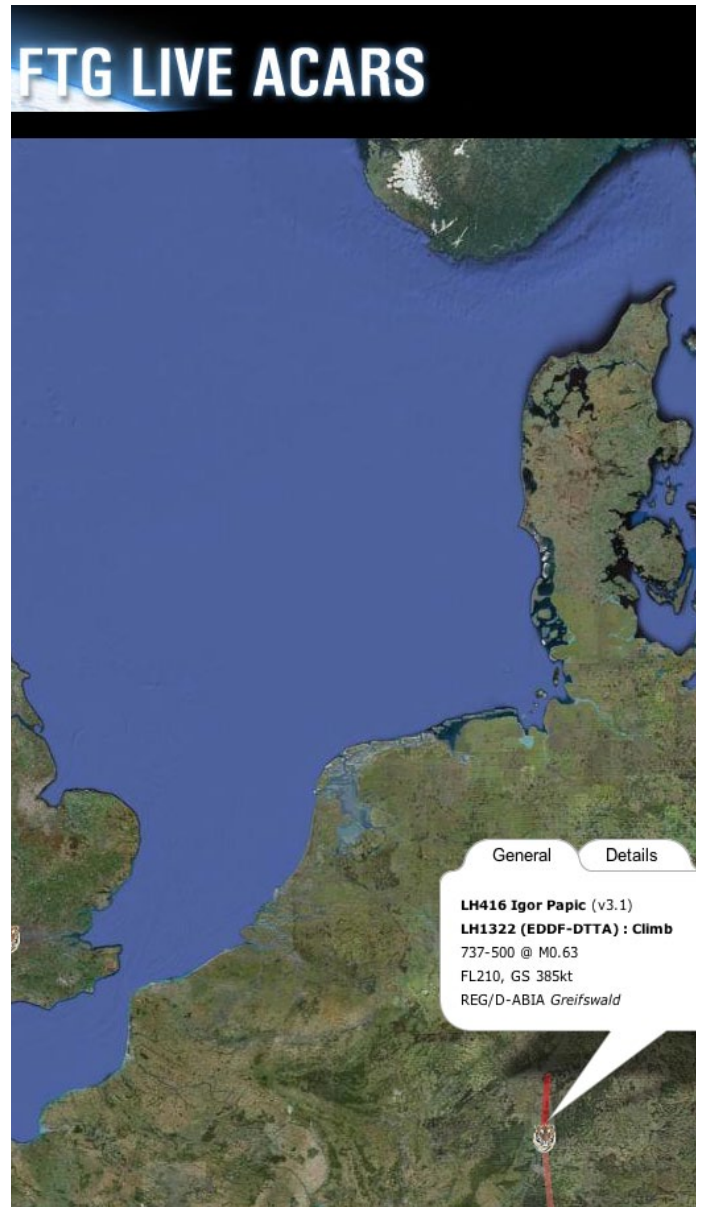 FTG LIVE ACARS
General
Details
LH416 Igor Papic (v3.1)
LH1322 (EDDF-DTTA) : Climb
737-500 @ M0.63
FL210, GS 385kt
REG/D-ABIA Greifswald